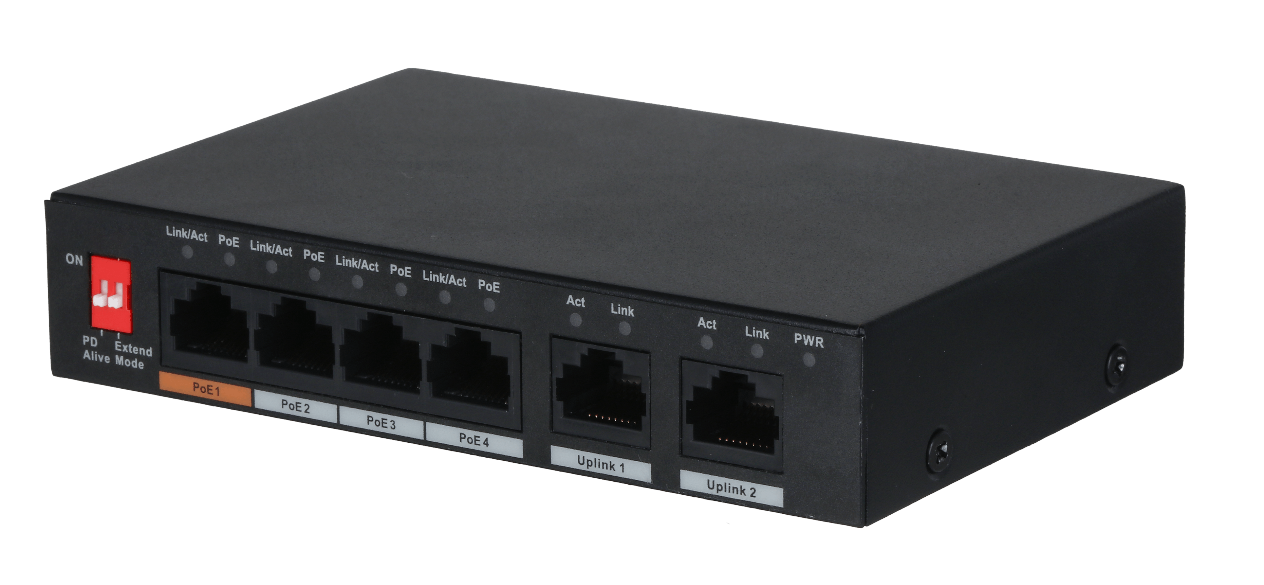 Link/Act PoE Link/Act PoE Link/Act PoE Link/Act PoE
ON
Act Link
Act Link PWR
PD Extend
Alive Mode
PoE1
PoE2
PoE3
PoE4
Uplink 1
Uplink 2